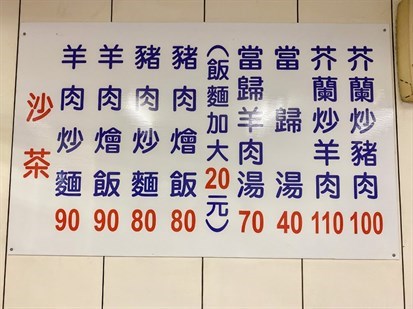 芥蘭炒豬肉100
芥蘭炒羊肉110
當歸湯40
當歸羊肉湯70
(飯麵加大20元)
豬肉燴飯80
豬肉炒麵80
羊肉燴飯90
羊肉炒麵90
沙茶